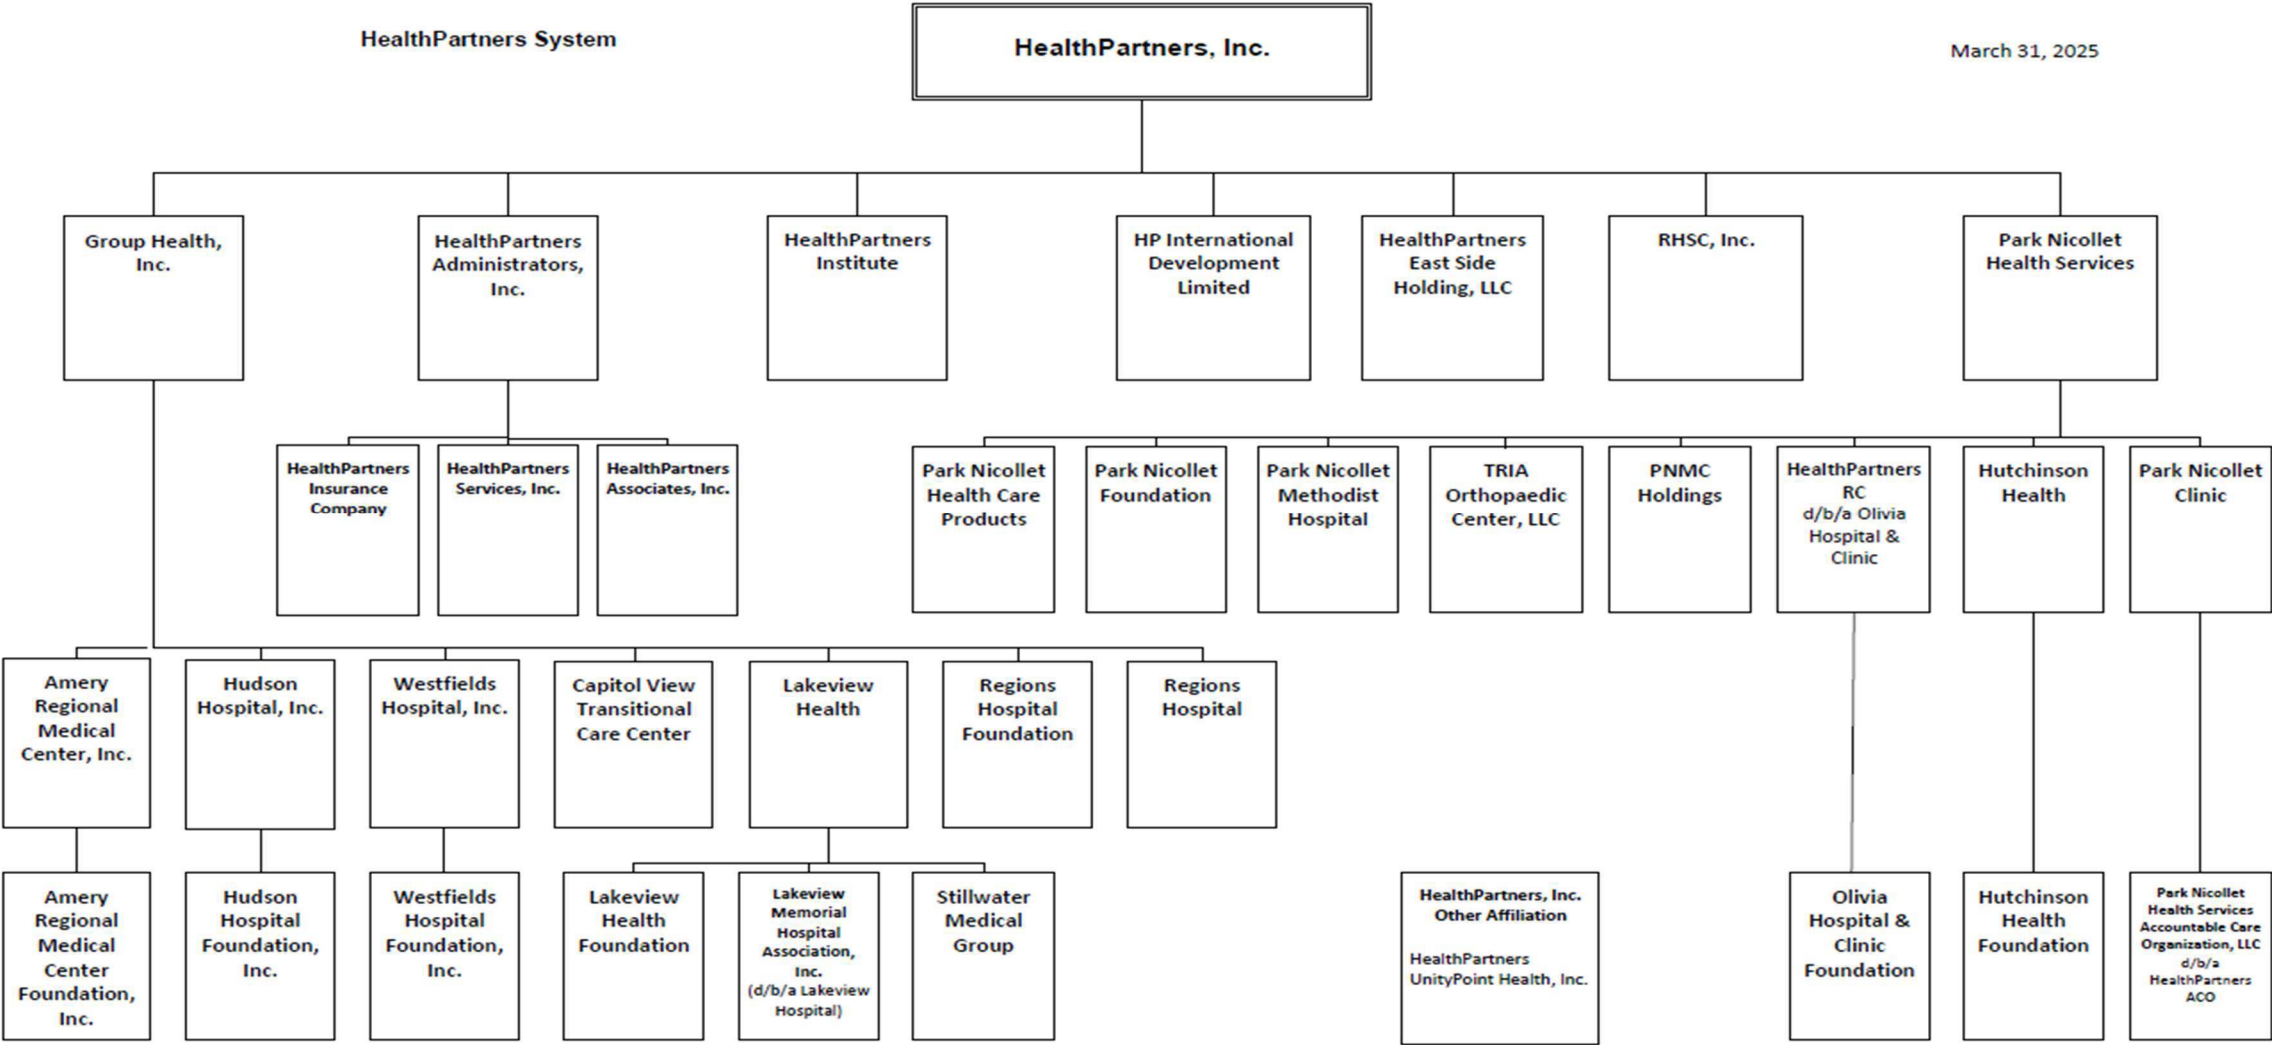 HealthPartners System
HealthPartners, Inc.
March 31, 2025
Group Health,
Inc.
HealthPartners
Administrators,
Inc.
HealthPartners
Institute
HP International
Development
Limited
HealthPartners
East Side
Holding, LLC
RHSC, Inc.
Park Nicollet
Health Services
HealthPartners
Insurance
Company
HealthPartners
Services, Inc.
HealthPartners
Associates, Inc.
Park Nicollet
Health Care
Products
Park Nicollet
Foundation
Park Nicollet
Methodist
Hospital
TRIA
Orthopaedic
Center, LLC
PNMC
Holdings
HealthPartners
RC
d/b/a Olivia
Hospital &
Clinic
Hutchinson
Health
Park Nicollet
Clinic
Amery
Regional
Medical
Center, Inc.
Hudson
Hospital, Inc.
Westfields
Hospital, Inc.
Capitol View
Transitional
Care Center
Lakeview
Health
Regions
Hospital
Foundation
Regions
Hospital
Amery
Regional
Medical
Center
Foundation,
Inc.
Hudson
Hospital
Foundation,
Inc.
Westfields
Hospital
Foundation,
Inc.
Lakeview
Health
Foundation
Lakeview
Memorial
Hospital
Association,
Inc.
(d/b/a Lakeview
Hospital)
Stillwater
Medical
Group
HealthPartners, Inc.
Other Affiliation
HealthPartners
UnityPoint Health, Inc.
Olivia
Hospital &
Clinic
Foundation
Hutchinson
Health
Foundation
Park Nicollet
Health Services
Accountable Care
Organization, LLC
d/b/a
HealthPartners
ACO